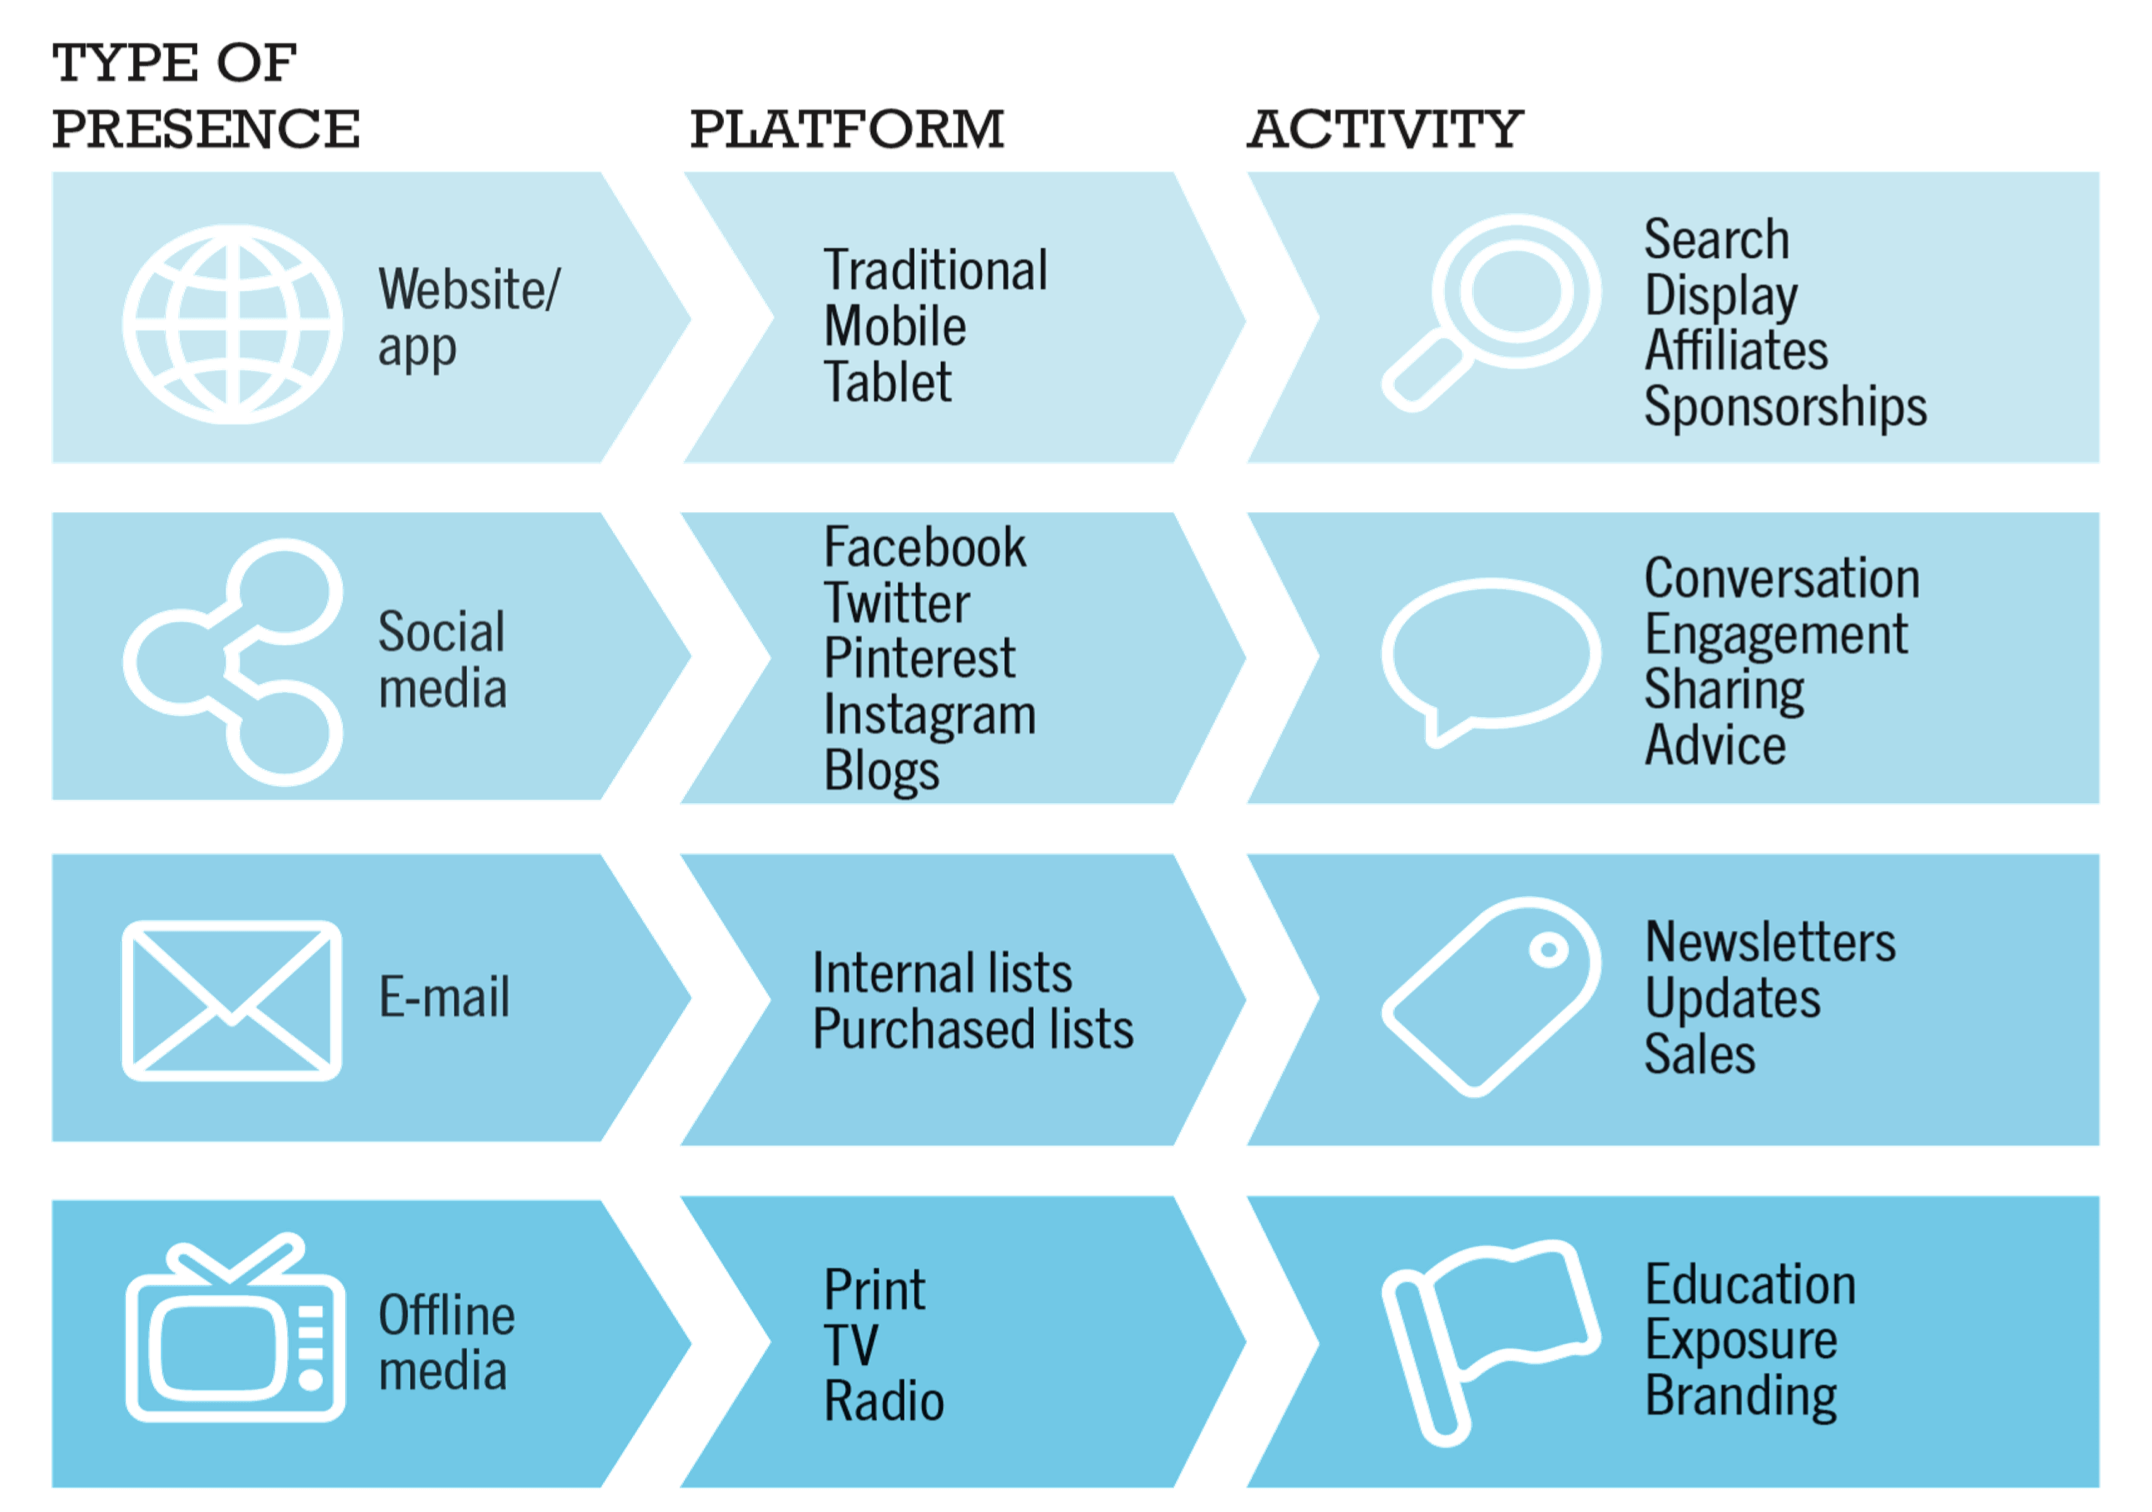 TYPE OF
PRESENCE
PLATFORM
ACTIVITY
Website/
app
Traditional
Mobile
Tablet
Search
Display
Affiliates
Sponsorships
Social
media
Facebook
Twitter
Pinterest
Instagram
Blogs
Conversation
Engagement
Sharing
Advice
E-mail
Internal lists
Purchased lists
Newsletters
Updates
Sales
Offline
media
Print
TV
Radio
Education
Exposure
Branding